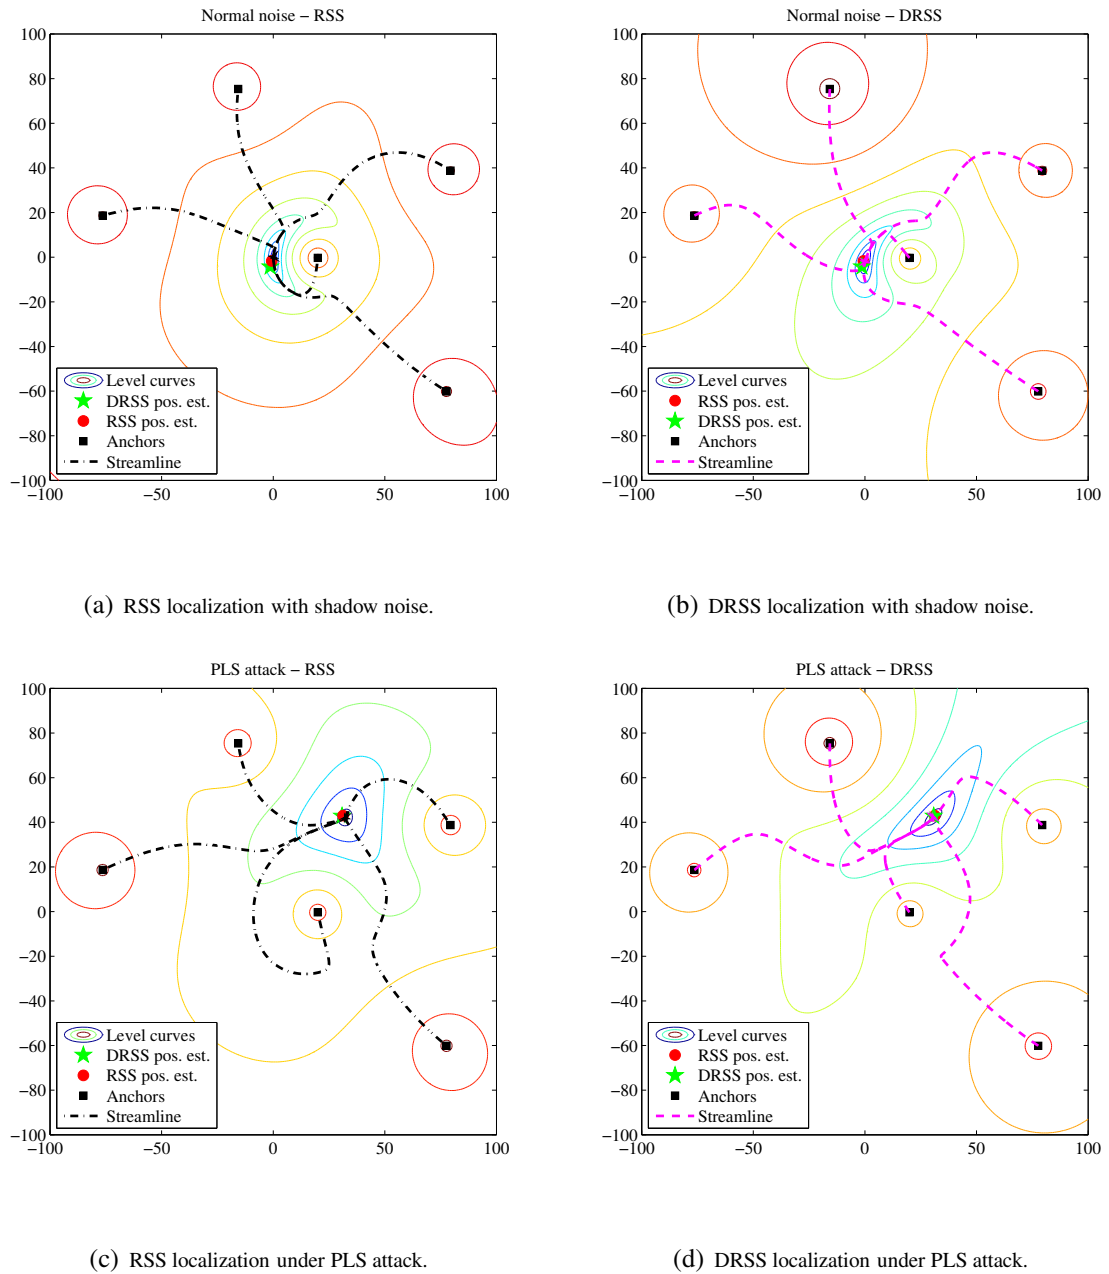 Normal noise − RSS
100
80
60
40
20
0
−20
−40
−60
−80
−100
−100 −50 0 50 100
Level curves
DRSS pos. est.
RSS pos. est.
Anchors
Streamline
(a) RSS localization with shadow noise.
Normal noise − DRSS
100
80
60
40
20
0
−20
−40
−60
−80
−100
−100 −50 0 50 100
Level curves
RSS pos. est.
DRSS pos. est.
Anchors
Streamline
(b) DRSS localization with shadow noise.
PLS attack − RSS
100
80
60
40
20
0
−20
−40
−60
−80
−100
−100 −50 0 50 100
Level curves
DRSS pos. est.
RSS pos. est.
Anchors
Streamline
(c) RSS localization under PLS attack.
PLS attack − DRSS
100
80
60
40
20
0
−20
−40
−60
−80
−100
−100 −50 0 50 100
Level curves
RSS pos. est.
DRSS pos. est.
Anchors
Streamline
(d) DRSS localization under PLS attack.